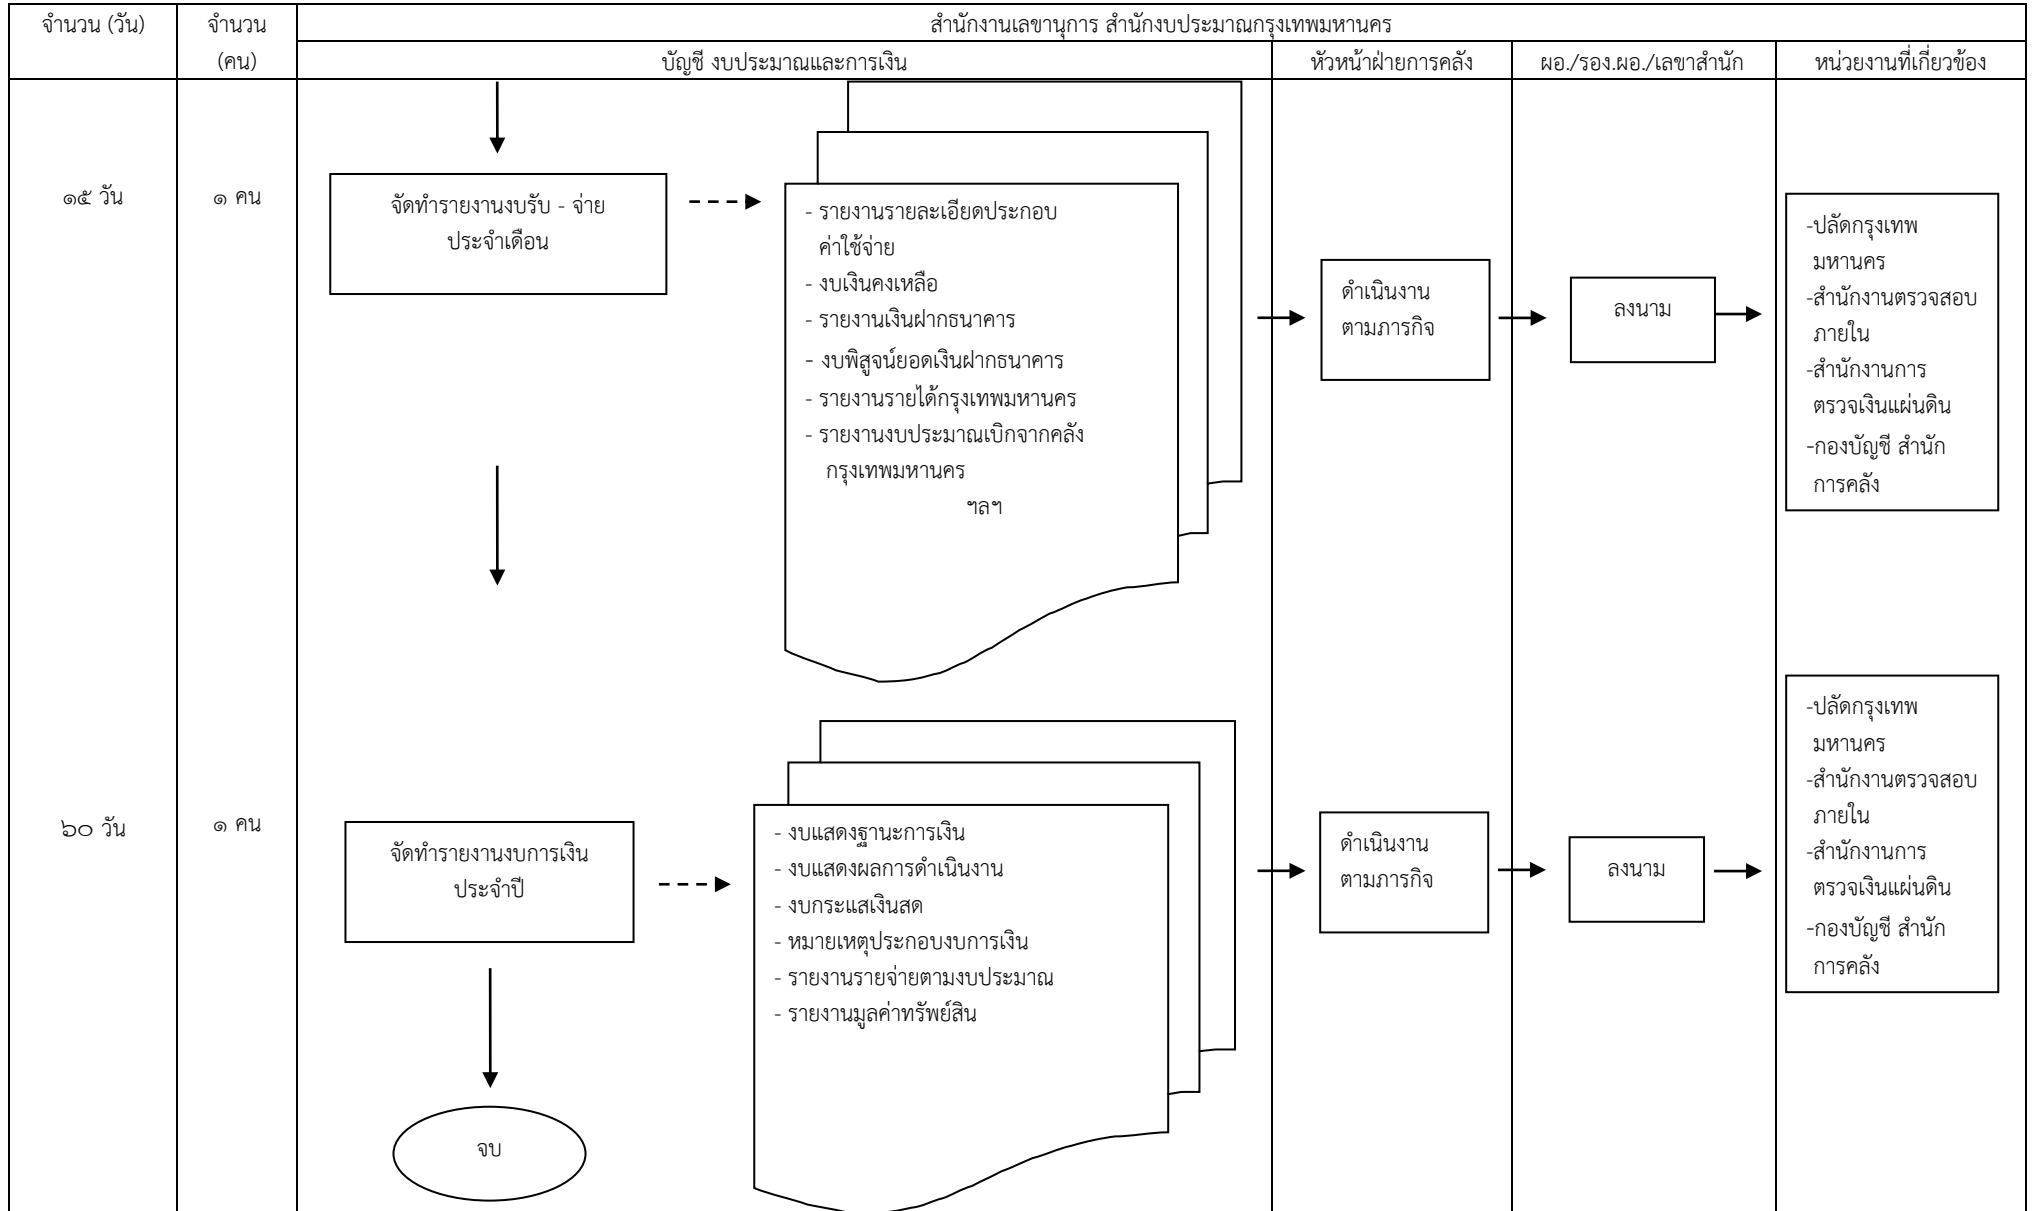 จำนวน (วัน)
จำนวน
(คน)
สำนักงานเลขานุการ สำนักงบประมาณกรุงเทพมหานคร
บัญชี งบประมาณและการเงิน
หัวหน้าฝ่ายการคลัง
ผอ./รอง.ผอ./เลขาสำนัก
หน่วยงานที่เกี่ยวข้อง
๑๕ วัน
๑ คน
จัดทำรายงานงบรับ - จ่าย
ประจำเดือน
- รายงานรายละเอียดประกอบ
ค่าใช้จ่าย
- งบเงินคงเหลือ
- รายงานเงินฝากธนาคาร
- งบพิสูจน์ยอดเงินฝากธนาคาร
- รายงานรายได้กรุงเทพมหานคร
- รายงานงบประมาณเบิกจากคลัง
กรุงเทพมหานคร
ฯลฯ
ดำเนินงาน
ตามภารกิจ
ลงนาม
-ปลัดกรุงเทพ
มหานคร
-สำนักงานตรวจสอบ
ภายใน
-สำนักงานการ
ตรวจเงินแผ่นดิน
-กองบัญชี สำนัก
การคลัง
๖๐ วัน
๑ คน
จัดทำรายงานงบการเงิน
ประจำปี
- งบแสดงฐานะการเงิน
- งบแสดงผลการดำเนินงาน
- งบกระแสเงินสด
- หมายเหตุประกอบงบการเงิน
- รายงานรายจ่ายตามงบประมาณ
- รายงานมูลค่าทรัพย์สิน
ดำเนินงาน
ตามภารกิจ
ลงนาม
-ปลัดกรุงเทพ
มหานคร
-สำนักงานตรวจสอบ
ภายใน
-สำนักงานการ
ตรวจเงินแผ่นดิน
-กองบัญชี สำนัก
การคลัง
จบ